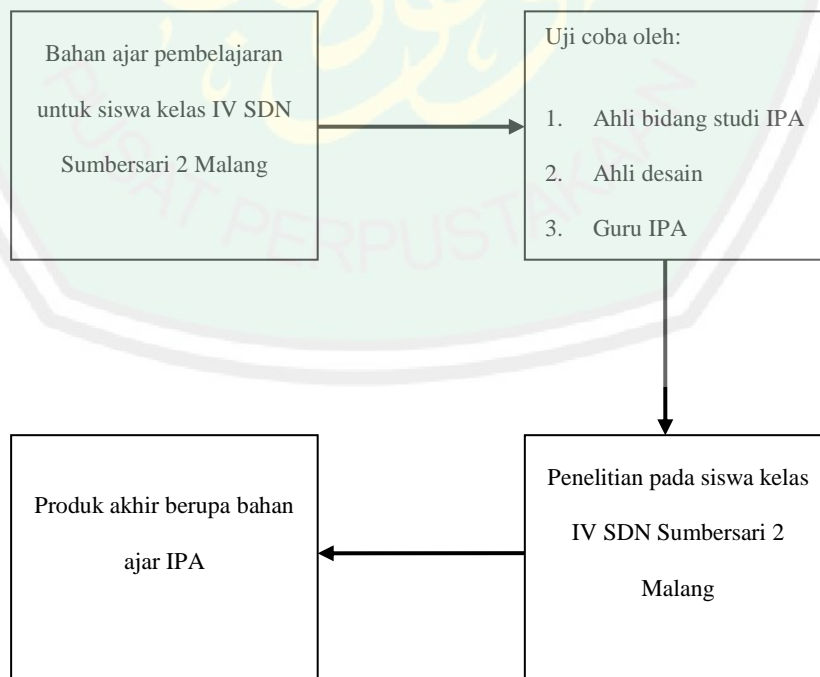 Bahan ajar pembelajaran
untuk siswa kelas IV SDN
Sumbersari 2 Malang
Uji coba oleh:
1. Ahli bidang studi IPA
2. Ahli desain
3. Guru IPA
PUSAT PERPUSTAKAAN
Produk akhir berupa bahan
ajar IPA
Penelitian pada siswa kelas
IV SDN Sumbersari 2
Malang